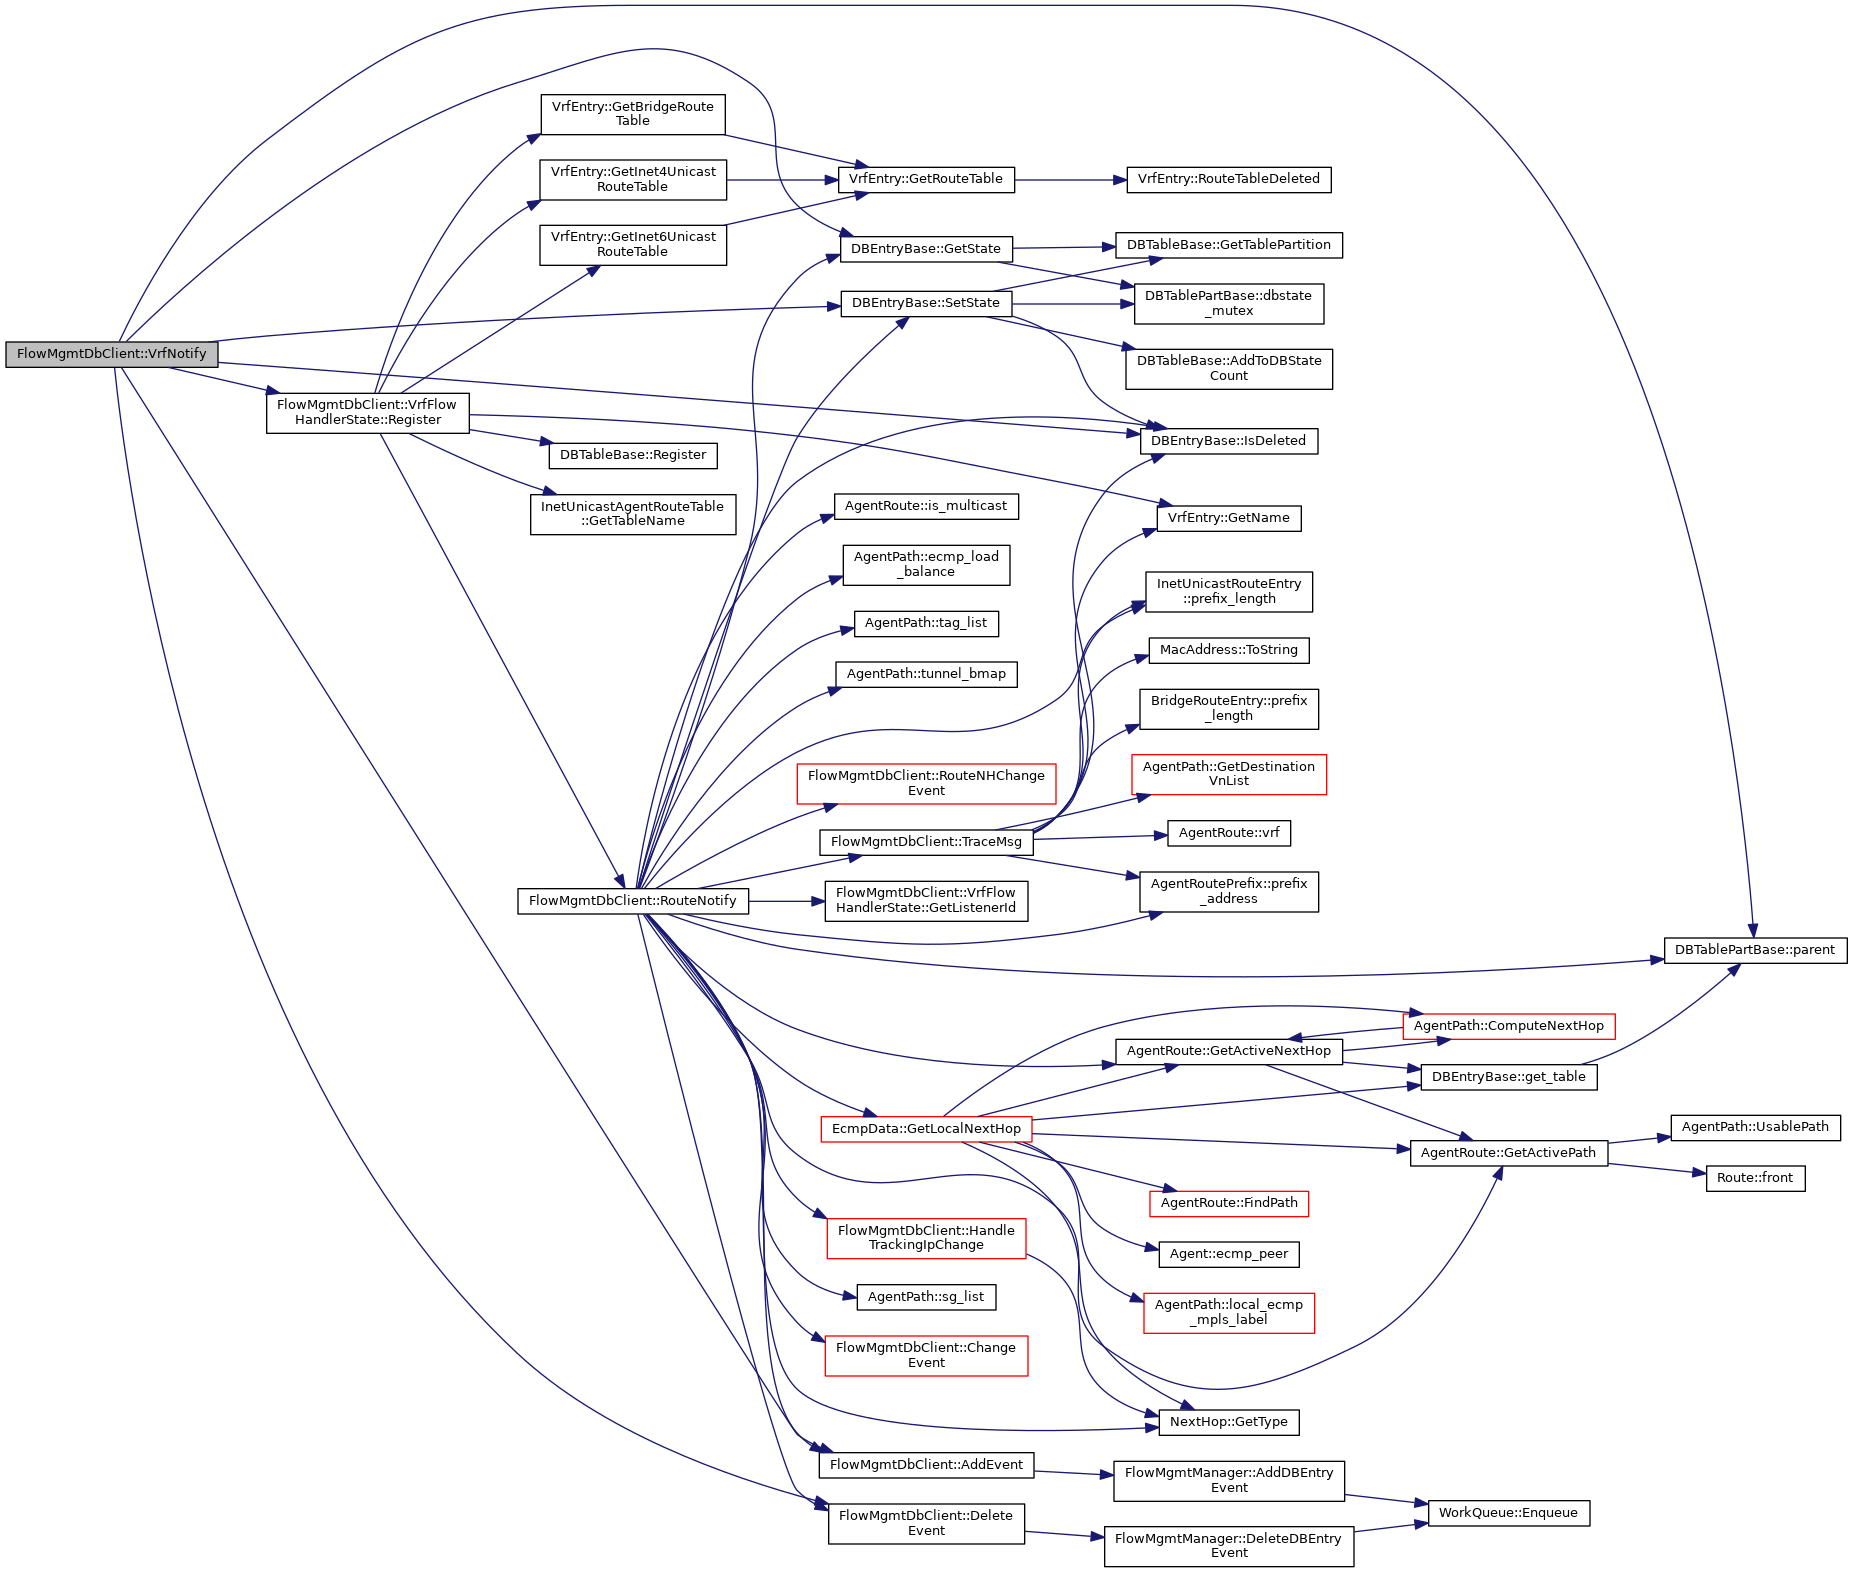 FlowMgmtDbClient::VrfNotify
FlowMgmtDbClient::VrfFlow
HandlerState::Register
VrfEntry::GetBridgeRoute
Table
VrfEntry::GetInet4Unicast
RouteTable
VrfEntry::GetInet6Unicast
RouteTable
DBTableBase::Register
InetUnicastAgentRouteTable
::GetTableName
FlowMgmtDbClient::RouteNotify
VrfEntry::GetRouteTable
DBEntryBase::GetState
DBEntryBase::SetState
AgentRoute::is_multicast
AgentPath::ecmp_load
_balance
AgentPath::tag_list
AgentPath::tunnel_bmap
FlowMgmtDbClient::RouteNHChange
Event
FlowMgmtDbClient::TraceMsg
FlowMgmtDbClient::VrfFlow
HandlerState::GetListenerId
EcmpData::GetLocalNextHop
FlowMgmtDbClient::Handle
TrackingIpChange
AgentPath::sg_list
FlowMgmtDbClient::Change
Event
FlowMgmtDbClient::AddEvent
FlowMgmtDbClient::Delete
Event
VrfEntry::RouteTableDeleted
DBTableBase::GetTablePartition
DBTablePartBase::dbstate
_mutex
DBTableBase::AddToDBState
Count
DBEntryBase::IsDeleted
VrfEntry::GetName
InetUnicastRouteEntry
::prefix_length
MacAddress::ToString
BridgeRouteEntry::prefix
_length
AgentPath::GetDestination
VnList
AgentRoute::vrf
AgentRoutePrefix::prefix
_address
AgentRoute::GetActiveNextHop
AgentRoute::FindPath
Agent::ecmp_peer
AgentPath::local_ecmp
_mpls_label
NextHop::GetType
FlowMgmtManager::AddDBEntry
Event
FlowMgmtManager::DeleteDBEntry
Event
AgentPath::ComputeNextHop
DBEntryBase::get_table
AgentRoute::GetActivePath
WorkQueue::Enqueue
DBTablePartBase::parent
AgentPath::UsablePath
Route::front